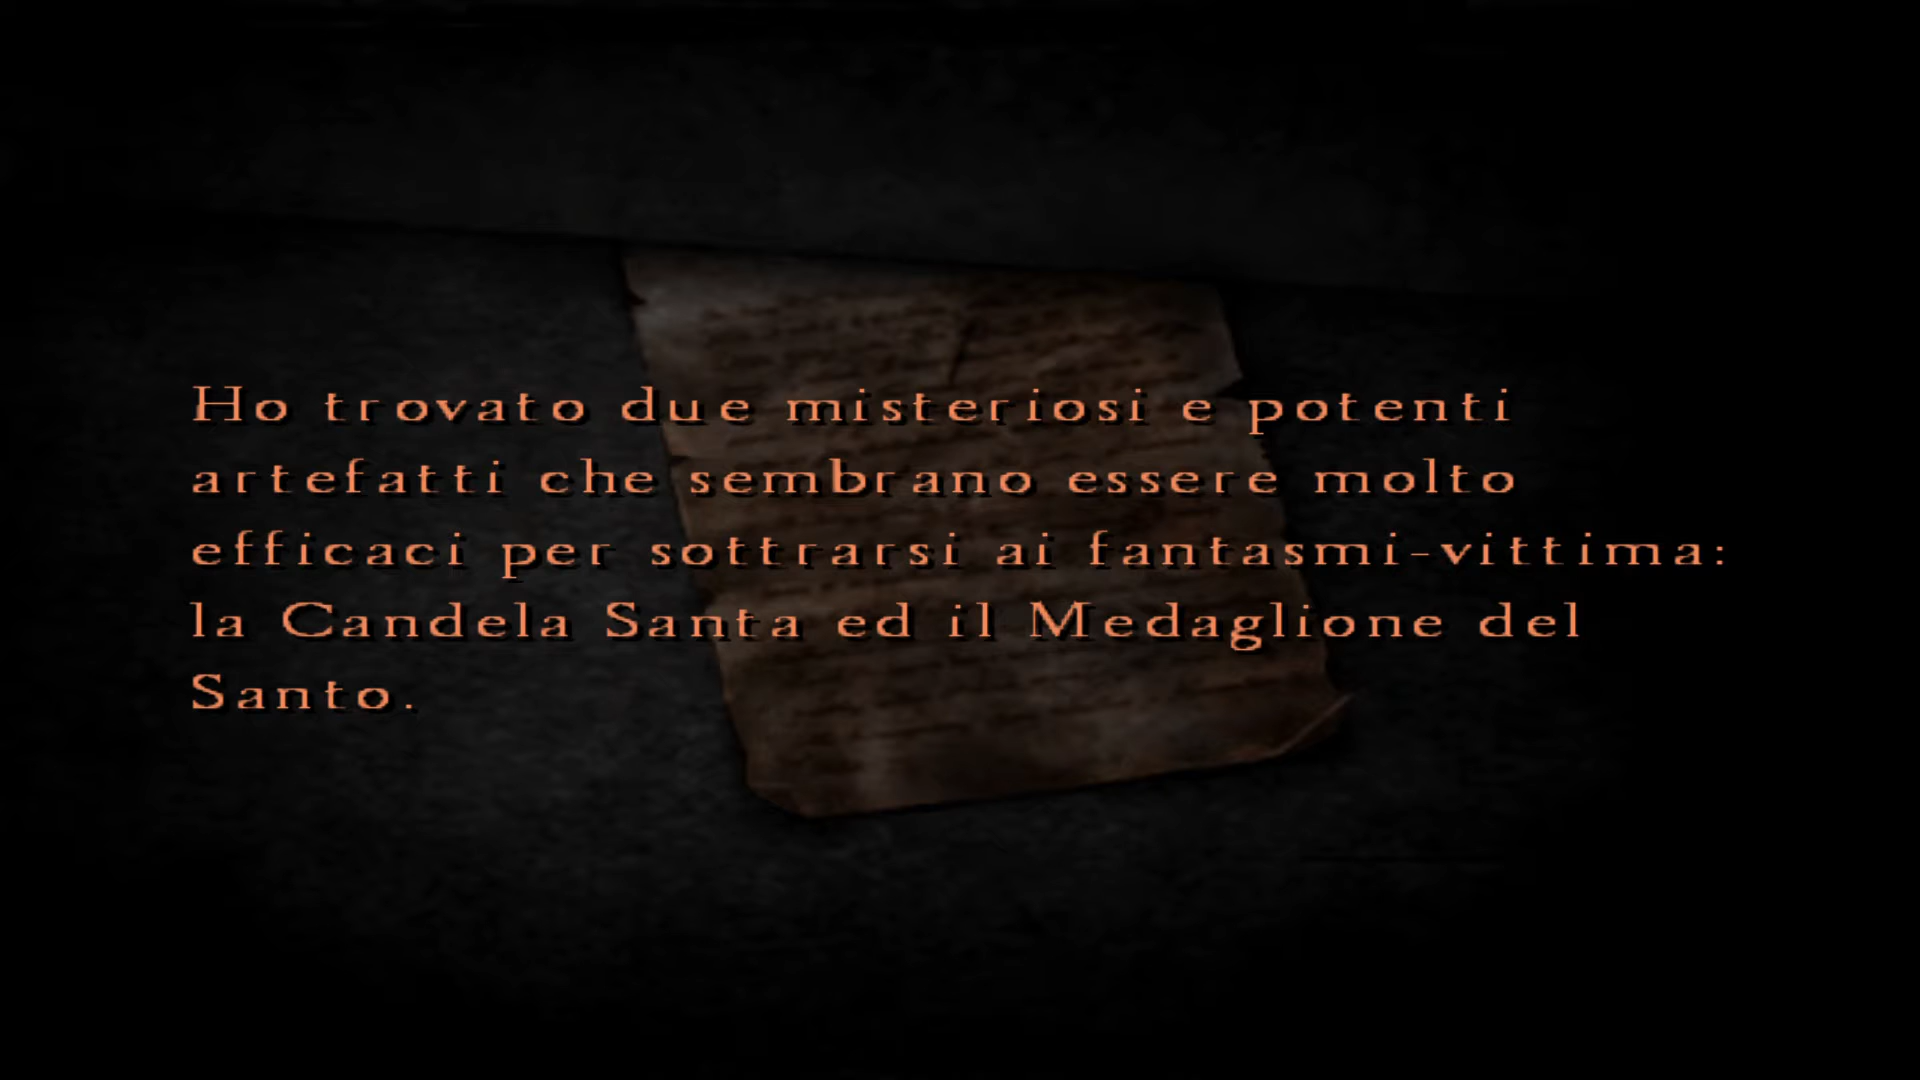 Ho trovato due misteriosi e potenti
artefatti che sembrano essere molto
efficaci per sottrarsi ai fantasmi-vittima:
la Candela Santa ed il Medaglione del
Santo.